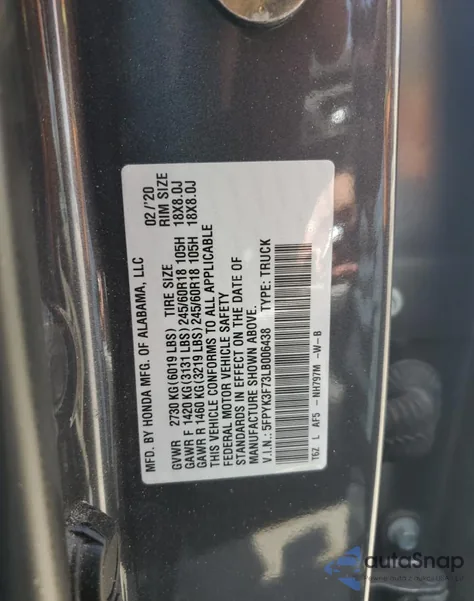 MFD. BY HONDA MFG. OF ALABAMA, LLC 02/'20
GVWR 2730 KG(6019 LBS) TIRE SIZE RIM SIZE
GAWR F 1420 KG(3131 LBS) 245/60R18 105H 18X8.0J
GAWR R 1460 KG(3219 LBS) 245/60R18 105H 18X8.0J
THIS VEHICLE CONFORMS TO ALL APPLICABLE
FEDERAL MOTOR VEHICLE SAFETY
STANDARDS IN EFFECT ON THE DATE OF
MANUFACTURE SHOWN ABOVE.
V.I.N.: 5FPYK3F73LB006438 TYPE: TRUCK
T6Z L AF5 - NH797M -W-B
autoSnap